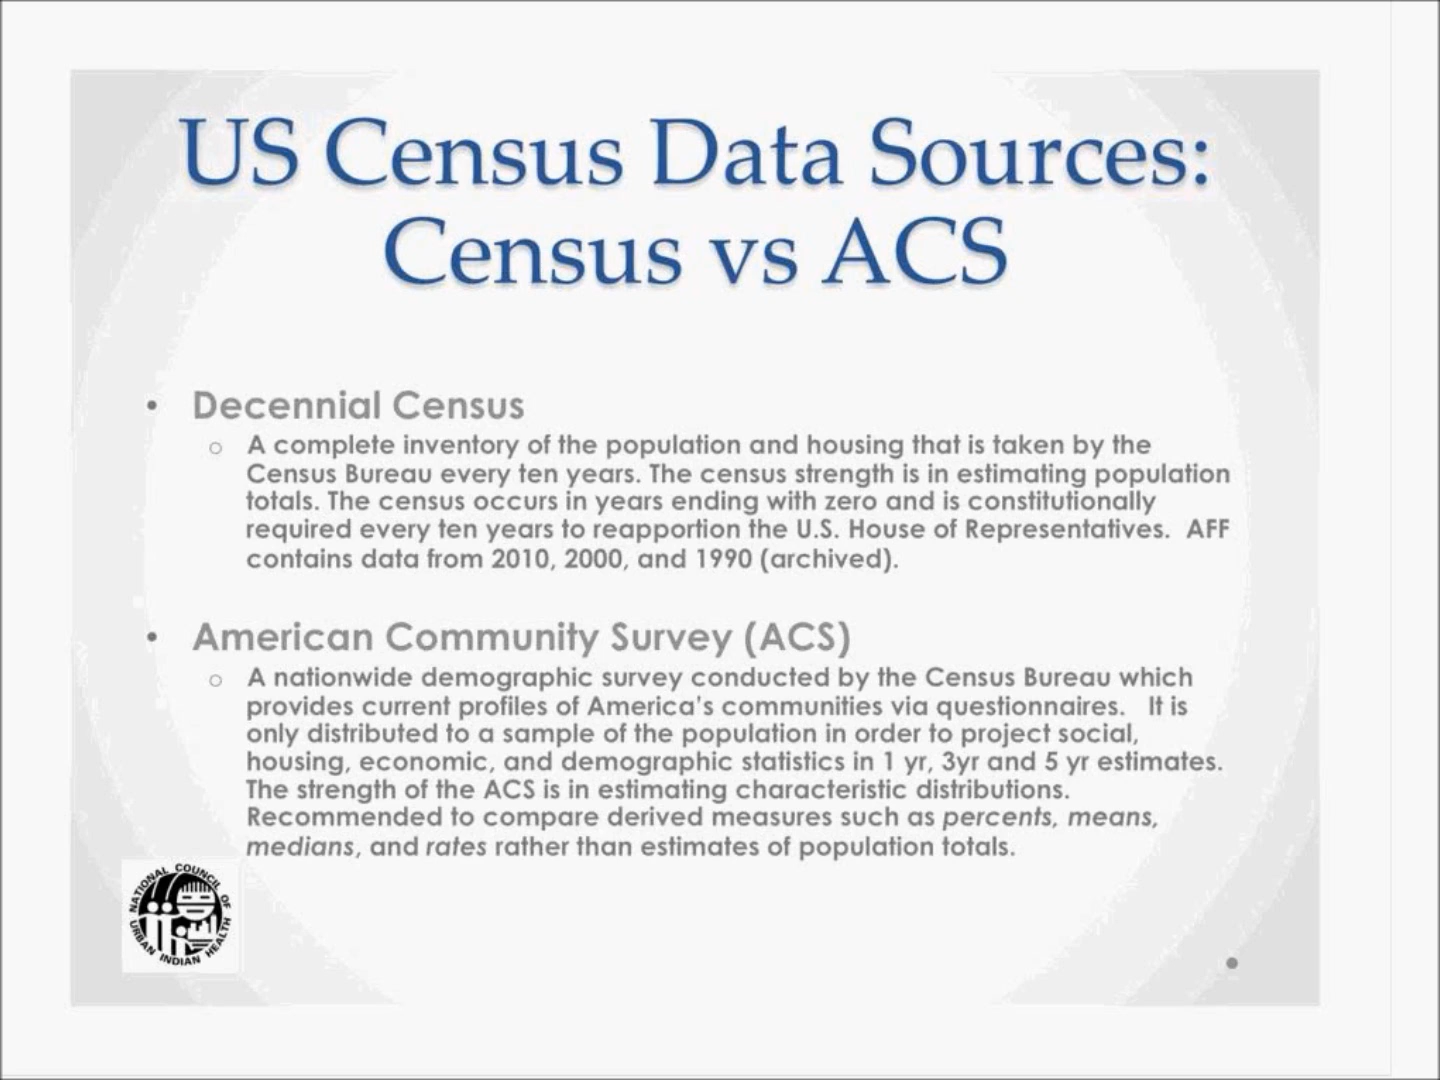 US Census Data Sources:
Census vs ACS
• Decennial Census
o A complete inventory of the population and housing that is taken by the
Census Bureau every ten years. The census strength is in estimating population
totals. The census occurs in years ending with zero and is constitutionally
required every ten years to reapportion the U.S. House of Representatives. AFF
contains data from 2010, 2000, and 1990 (archived).
• American Community Survey (ACS)
o A nationwide demographic survey conducted by the Census Bureau which
provides current profiles of America's communities via questionnaires. It is
only distributed to a sample of the population in order to project social,
housing, economic, and demographic statistics in 1 yr, 3yr and 5 yr estimates.
The strength of the ACS is in estimating characteristic distributions.
Recommended to compare derived measures such as percents, means,
medians, and rates rather than estimates of population totals.
NATIONAL COUNCIL OF
URBAN INDIAN HEALTH